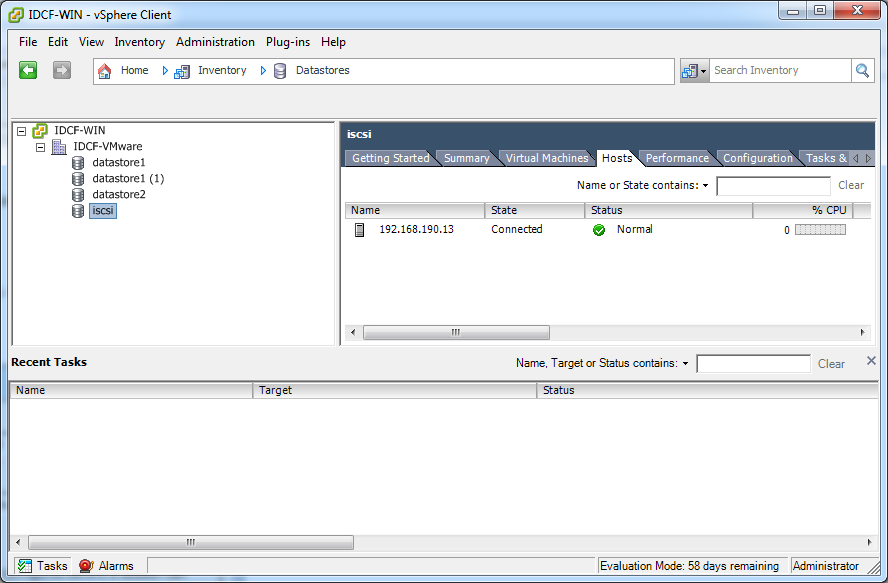 IDCF-WIN - vSphere Client
File Edit View Inventory Administration Plug-ins Help
Home Inventory Datastores Search Inventory
IDCF-WIN
IDCF-VMware
datastore1
datastore1 (1)
datastore2
iscsi
iscsi
Getting Started Summary Virtual Machines Hosts Performance Configuration Tasks &
Name or State contains: Clear
Name State Status % CPU
192.168.190.13 Connected Normal 0
Recent Tasks Name, Target or Status contains: Clear
Name Target Status
Tasks Alarms Evaluation Mode: 58 days remaining Administrator